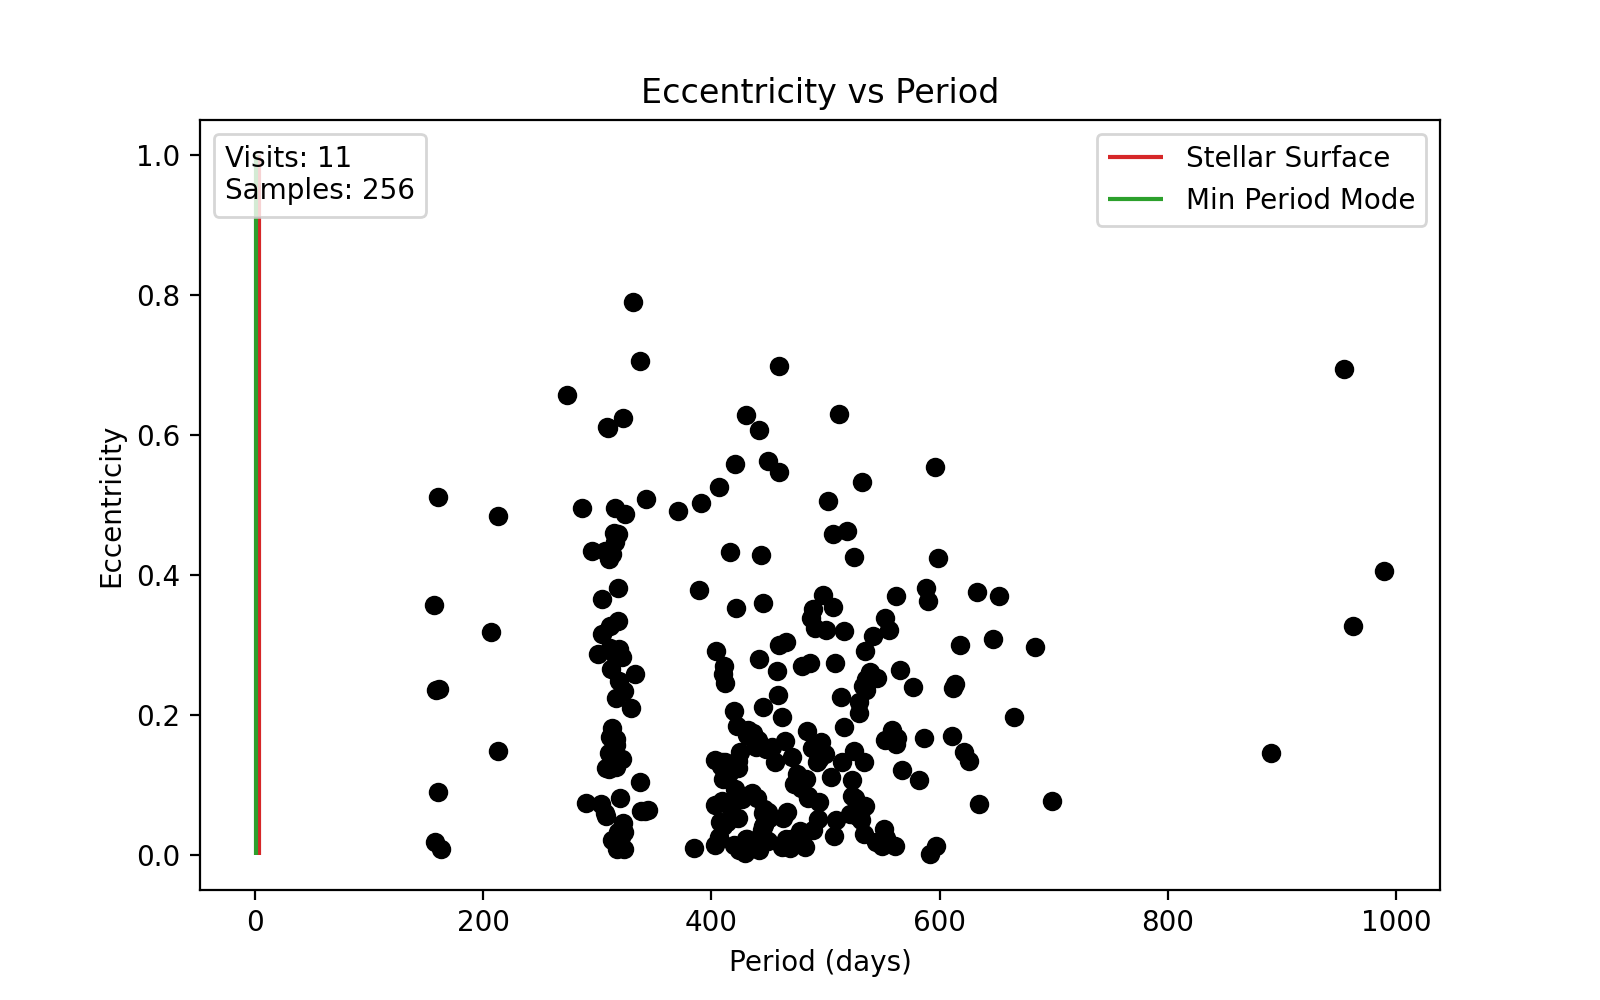 Eccentricity vs Period
Visits: 11
Samples: 256
Stellar Surface
Min Period Mode
1.0
0.8
0.6
0.4
0.2
0.0
Eccentricity
0
200
400
600
800
1000
Period (days)